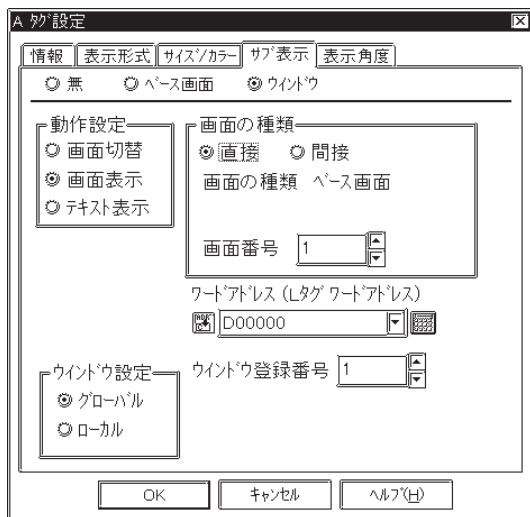 A ﾀｸﾞ設定
情報 表示形式 ｻｲｽﾞ/ｶﾗｰ ｻﾌﾞ表示 表示角度
無 ﾍﾞｰｽ画面 ｳｲﾝﾄﾞｳ
動作設定
画面切替
画面表示
ﾃｷｽﾄ表示
画面の種類
直接 間接
画面の種類 ﾍﾞｰｽ画面
画面番号 1
ﾜｰﾄﾞｱﾄﾞﾚｽ (Lﾀｸﾞ ﾜｰﾄﾞｱﾄﾞﾚｽ)
D00000
ｳｲﾝﾄﾞｳ設定
ｸﾞﾛｰﾊﾞﾙ
ﾛｰｶﾙ
ｳｲﾝﾄﾞｳ登録番号 1
OK ｷｬﾝｾﾙ ﾍﾙﾌﾟ(H)